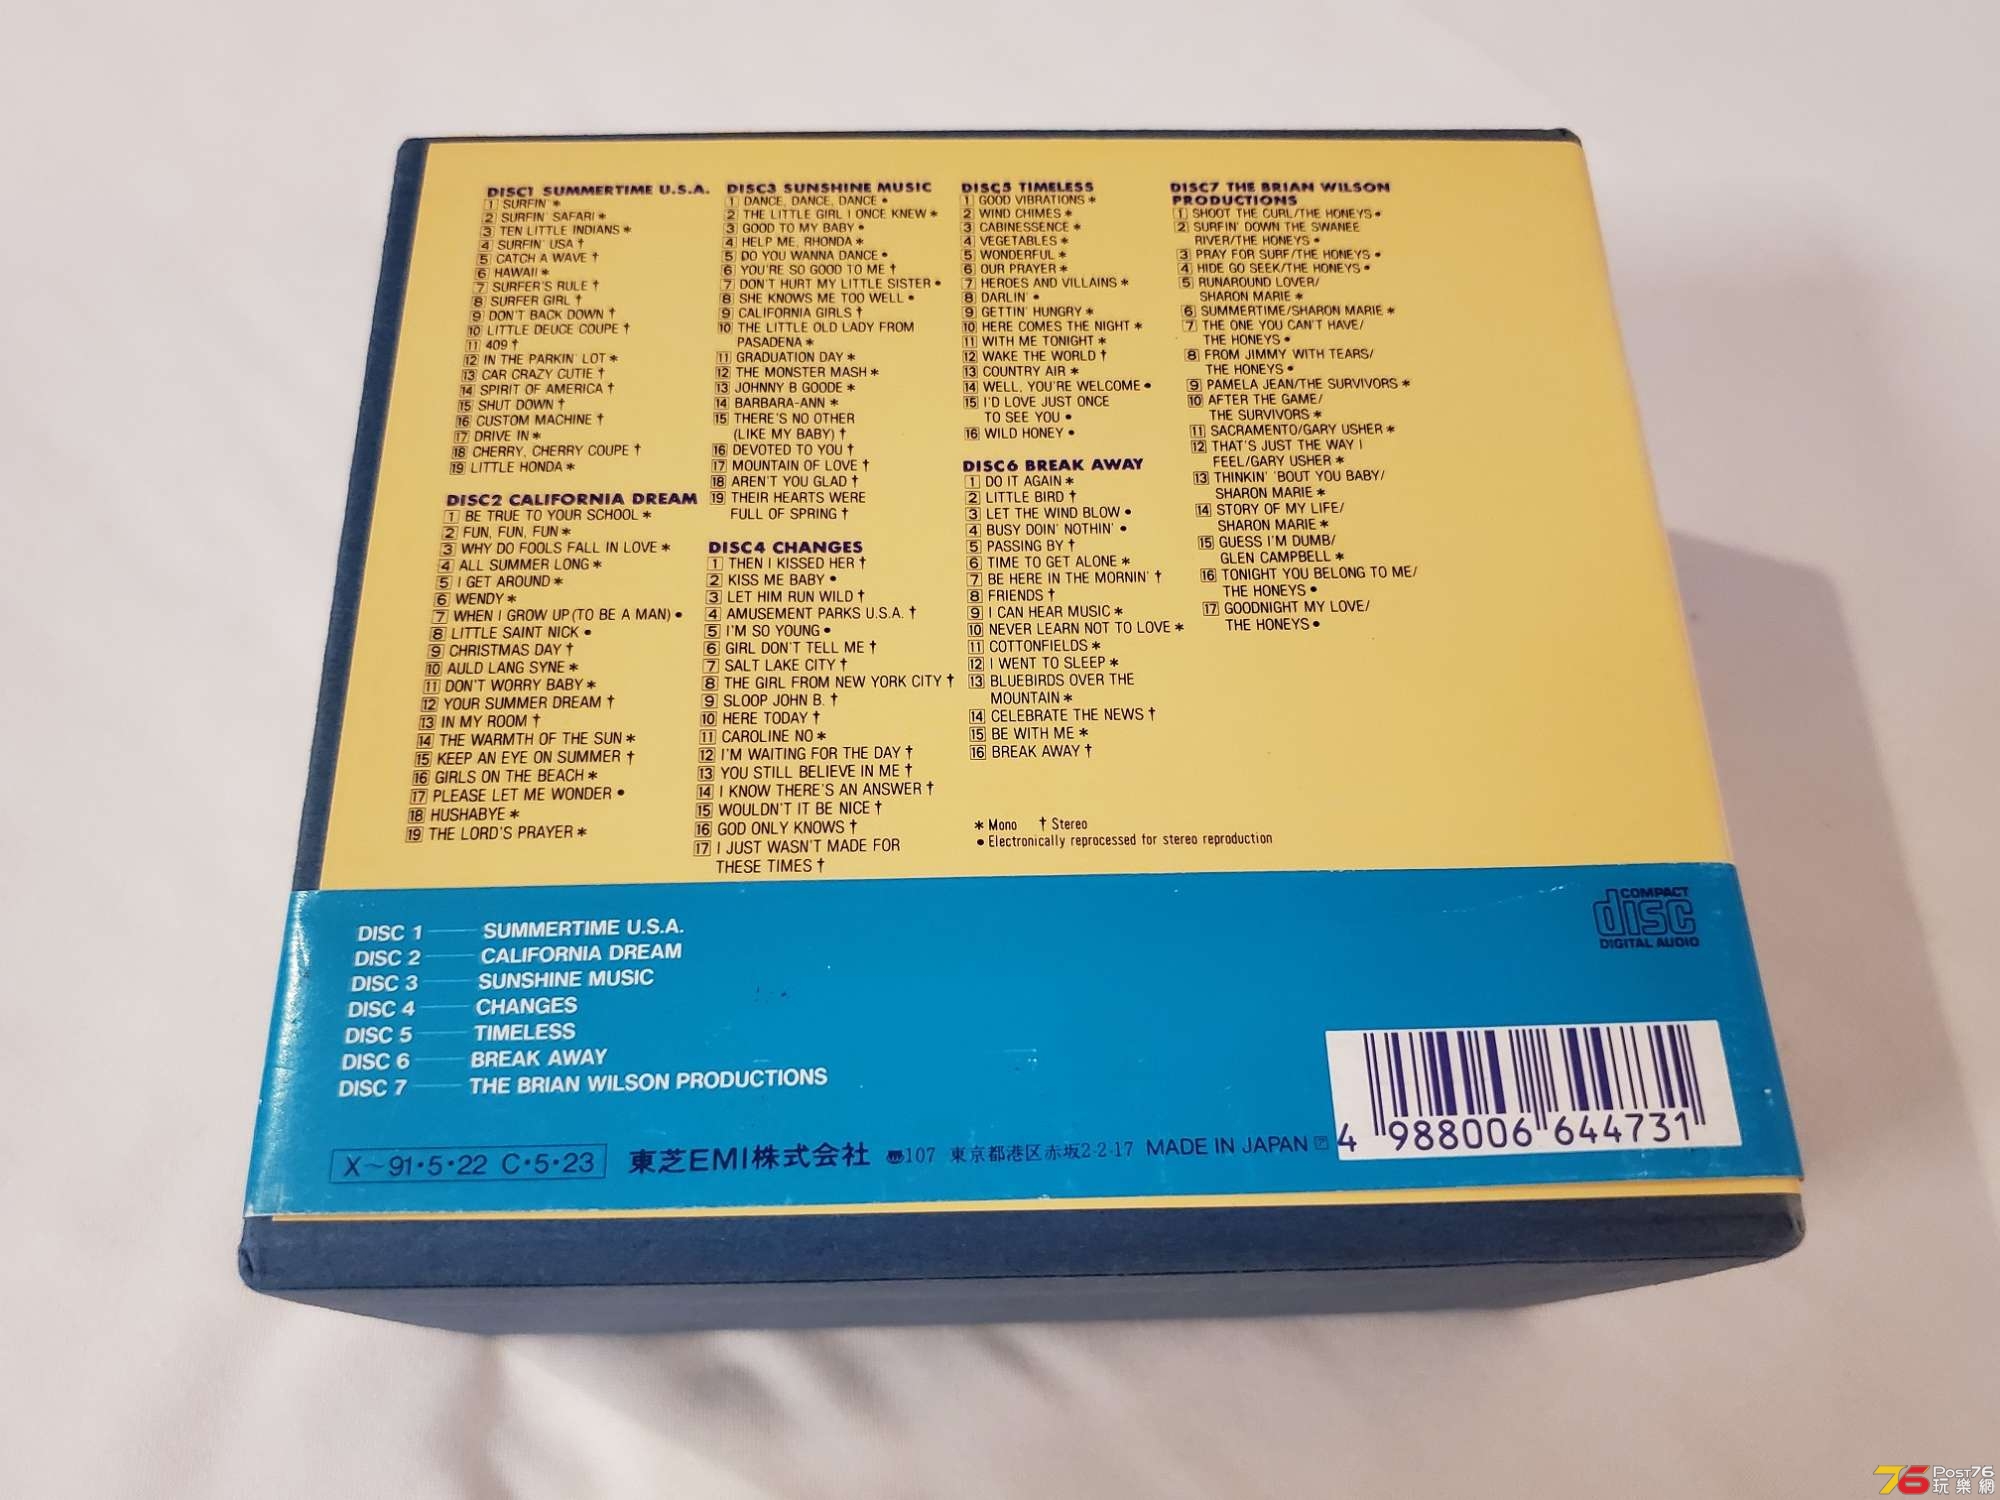 DISC1 SUMMERTIME U.S.A.
1 SURFIN' *
2 SURFIN' SAFARI *
3 TEN LITTLE INDIANS *
4 SURFIN' USA †
5 CATCH A WAVE †
6 HAWAII *
7 SURFER'S RULE †
8 SURFER GIRL †
9 DON'T BACK DOWN †
10 LITTLE DEUCE COUPE †
11 409 †
12 IN THE PARKIN' LOT *
13 CAR CRAZY CUTIE †
14 SPIRIT OF AMERICA †
15 SHUT DOWN †
16 CUSTOM MACHINE †
17 DRIVE IN *
18 CHERRY, CHERRY COUPE †
19 LITTLE HONDA *
DISC2 CALIFORNIA DREAM
1 BE TRUE TO YOUR SCHOOL *
2 FUN, FUN, FUN *
3 WHY DO FOOLS FALL IN LOVE *
4 ALL SUMMER LONG *
5 I GET AROUND *
6 WENDY *
7 WHEN I GROW UP (TO BE A MAN) •
8 LITTLE SAINT NICK •
9 CHRISTMAS DAY †
10 AULD LANG SYNE *
11 DON'T WORRY BABY *
12 YOUR SUMMER DREAM †
13 IN MY ROOM †
14 THE WARMTH OF THE SUN *
15 KEEP AN EYE ON SUMMER †
16 GIRLS ON THE BEACH *
17 PLEASE LET ME WONDER •
18 HUSHABYE *
19 THE LORD'S PRAYER *
DISC3 SUNSHINE MUSIC
1 DANCE, DANCE, DANCE •
2 THE LITTLE GIRL I ONCE KNEW *
3 GOOD TO MY BABY •
4 HELP ME, RHONDA *
5 DO YOU WANNA DANCE •
6 YOU'RE SO GOOD TO ME †
7 DON'T HURT MY LITTLE SISTER •
8 SHE KNOWS ME TOO WELL •
9 CALIFORNIA GIRLS †
10 THE LITTLE OLD LADY FROM
PASADENA *
11 GRADUATION DAY *
12 THE MONSTER MASH *
13 JOHNNY B GOODE *
14 BARBARA-ANN *
15 THERE'S NO OTHER
(LIKE MY BABY) †
16 DEVOTED TO YOU †
17 MOUNTAIN OF LOVE †
18 AREN'T YOU GLAD †
19 THEIR HEARTS WERE
FULL OF SPRING †
DISC4 CHANGES
1 THEN I KISSED HER †
2 KISS ME BABY •
3 LET HIM RUN WILD †
4 AMUSEMENT PARKS U.S.A. †
5 I'M SO YOUNG •
6 GIRL DON'T TELL ME †
7 SALT LAKE CITY †
8 THE GIRL FROM NEW YORK CITY †
9 SLOOP JOHN B. †
10 HERE TODAY †
11 CAROLINE NO *
12 I'M WAITING FOR THE DAY †
13 YOU STILL BELIEVE IN ME †
14 I KNOW THERE'S AN ANSWER †
15 WOULDN'T IT BE NICE †
16 GOD ONLY KNOWS †
17 I JUST WASN'T MADE FOR
THESE TIMES †
DISC5 TIMELESS
1 GOOD VIBRATIONS *
2 WIND CHIMES *
3 CABINESSENCE *
4 VEGETABLES *
5 WONDERFUL *
6 OUR PRAYER *
7 HEROES AND VILLAINS *
8 DARLIN' •
9 GETTIN' HUNGRY *
10 HERE COMES THE NIGHT *
11 WITH ME TONIGHT *
12 WAKE THE WORLD †
13 COUNTRY AIR *
14 WELL, YOU'RE WELCOME •
15 I'D LOVE JUST ONCE
TO SEE YOU •
16 WILD HONEY •
DISC6 BREAK AWAY
1 DO IT AGAIN *
2 LITTLE BIRD †
3 LET THE WIND BLOW •
4 BUSY DOIN' NOTHIN' •
5 PASSING BY †
6 TIME TO GET ALONE *
7 BE HERE IN THE MORNIN' †
8 FRIENDS †
9 I CAN HEAR MUSIC *
10 NEVER LEARN NOT TO LOVE *
11 COTTONFIELDS *
12 I WENT TO SLEEP *
13 BLUEBIRDS OVER THE
MOUNTAIN *
14 CELEBRATE THE NEWS †
15 BE WITH ME *
16 BREAK AWAY †
DISC7 THE BRIAN WILSON
PRODUCTIONS
1 SHOOT THE CURL/THE HONEYS •
2 SURFIN' DOWN THE SWANEE
RIVER/THE HONEYS •
3 PRAY FOR SURF/THE HONEYS •
4 HIDE GO SEEK/THE HONEYS •
5 RUNAROUND LOVER/
SHARON MARIE *
6 SUMMERTIME/SHARON MARIE *
7 THE ONE YOU CAN'T HAVE/
THE HONEYS •
8 FROM JIMMY WITH TEARS/
THE HONEYS •
9 PAMELA JEAN/THE SURVIVORS *
10 AFTER THE GAME/
THE SURVIVORS *
11 SACRAMENTO/GARY USHER *
12 THAT'S JUST THE WAY I
FEEL/GARY USHER *
13 THINKIN' 'BOUT YOU BABY/
SHARON MARIE *
14 STORY OF MY LIFE/
SHARON MARIE *
15 GUESS I'M DUMB/
GLEN CAMPBELL *
16 TONIGHT YOU BELONG TO ME/
THE HONEYS •
17 GOODNIGHT MY LOVE/
THE HONEYS •
* Mono † Stereo
• Electronically reprocessed for stereo reproduction
COMPACT
disc
DIGITAL AUDIO
DISC 1 — SUMMERTIME U.S.A.
DISC 2 — CALIFORNIA DREAM
DISC 3 — SUNSHINE MUSIC
DISC 4 — CHANGES
DISC 5 — TIMELESS
DISC 6 — BREAK AWAY
DISC 7 — THE BRIAN WILSON PRODUCTIONS
X〜91・5・22 C・5・23 東芝EMI株式会社 〠107 東京都港区赤坂2-2-17 MADE IN JAPAN
4 988006 644731
76 POST76
玩樂網